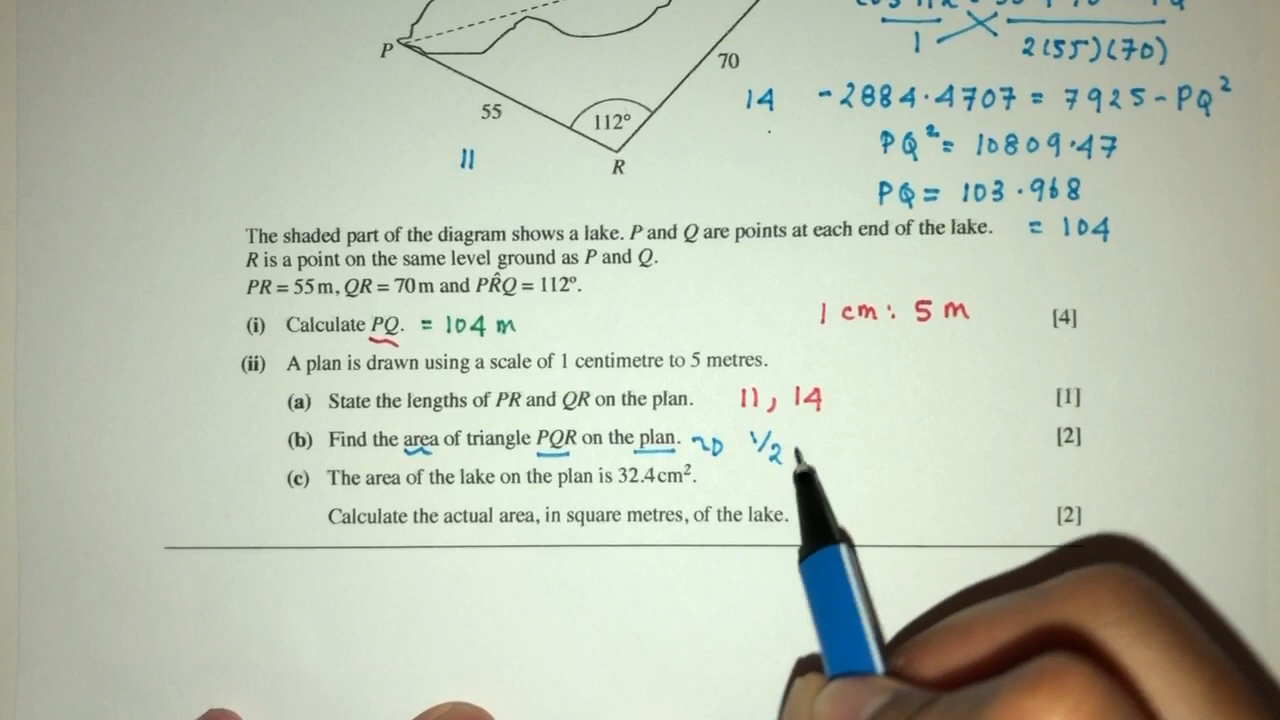 1
2(55)(70)
P
70
55
14
-2884.4707 = 7925 - PQ²
112°
PQ² = 10809.47
11
R
PQ = 103.968
The shaded part of the diagram shows a lake. P and Q are points at each end of the lake.
= 104
R is a point on the same level ground as P and Q.
PR = 55 m, QR = 70 m and PR̂Q = 112°.
1 cm : 5 m
(i) Calculate PQ. = 104 m [4]
(ii) A plan is drawn using a scale of 1 centimetre to 5 metres.
(a) State the lengths of PR and QR on the plan. 11, 14 [1]
(b) Find the area of triangle PQR on the plan. 1/2 [2]
(c) The area of the lake on the plan is 32.4 cm².
Calculate the actual area, in square metres, of the lake. [2]